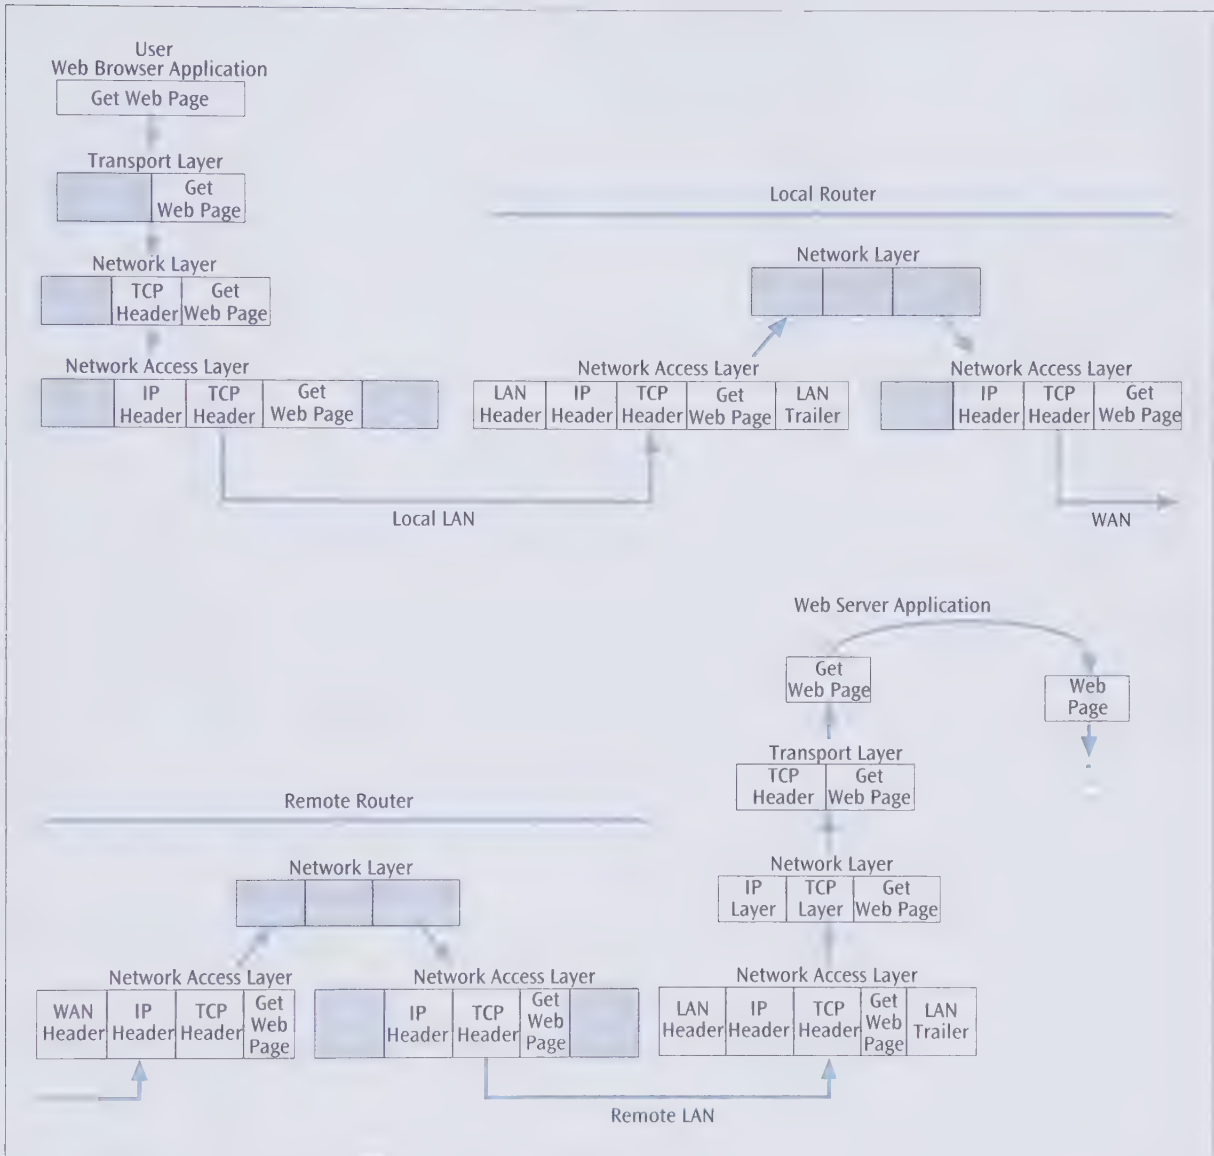 User
Web Browser Application
Get Web Page
Transport Layer
Get
Web Page
Network Layer
TCP
Header
Get
Web Page
Network Access Layer
IP
Header
TCP
Header
Get
Web Page
Local LAN
Local Router
Network Layer
Network Access Layer
LAN
Header
IP
Header
TCP
Header
Get
Web Page
LAN
Trailer
Network Access Layer
IP
Header
TCP
Header
Get
Web Page
WAN
Remote Router
Network Layer
Network Access Layer
WAN
Header
IP
Header
TCP
Header
Get
Web
Page
Network Access Layer
IP
Header
TCP
Header
Get
Web
Page
Remote LAN
Web Server Application
Get
Web Page
Web
Page
Transport Layer
TCP
Header
Get
Web Page
Network Layer
IP
Layer
TCP
Layer
Get
Web Page
Network Access Layer
LAN
Header
IP
Header
TCP
Header
Get
Web
Page
LAN
Trailer